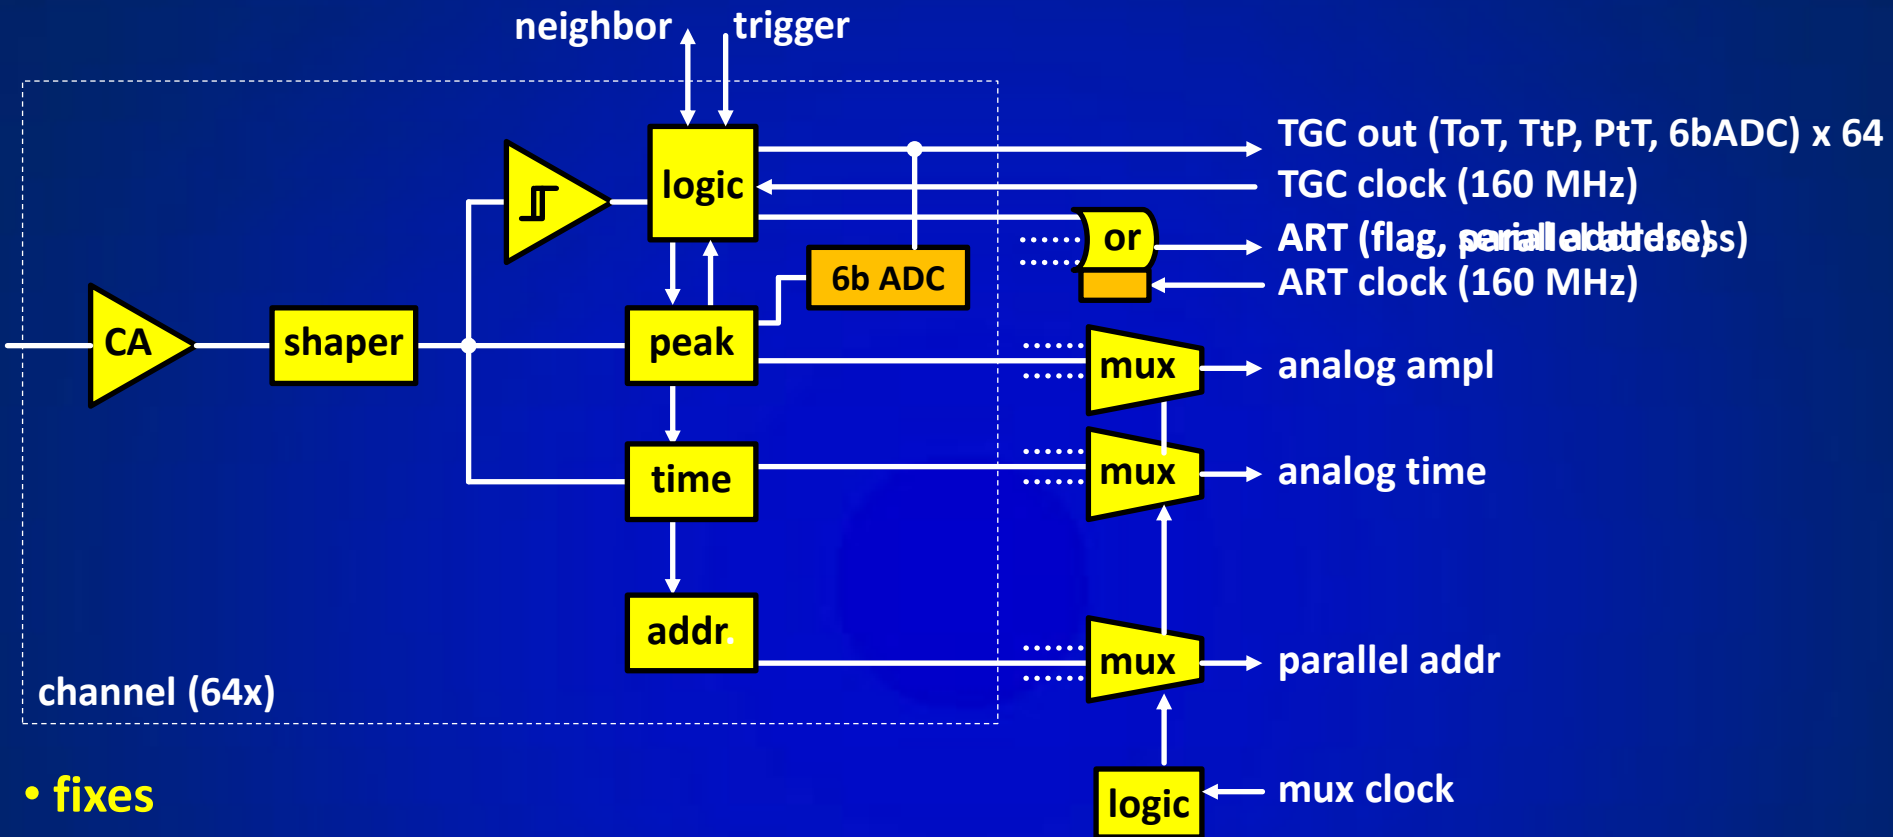 neighbor trigger
TGC out (ToT, TtP, PtT, 6bADC) x 64
logic
TGC clock (160 MHz)
or
ART (flag,
6b ADC
ART clock (160 MHz)
CA
shaper
peak
mux
analog ampl
time
mux
analog time
addr.
mux
parallel addr
channel (64x)
• fixes
logic
mux clock